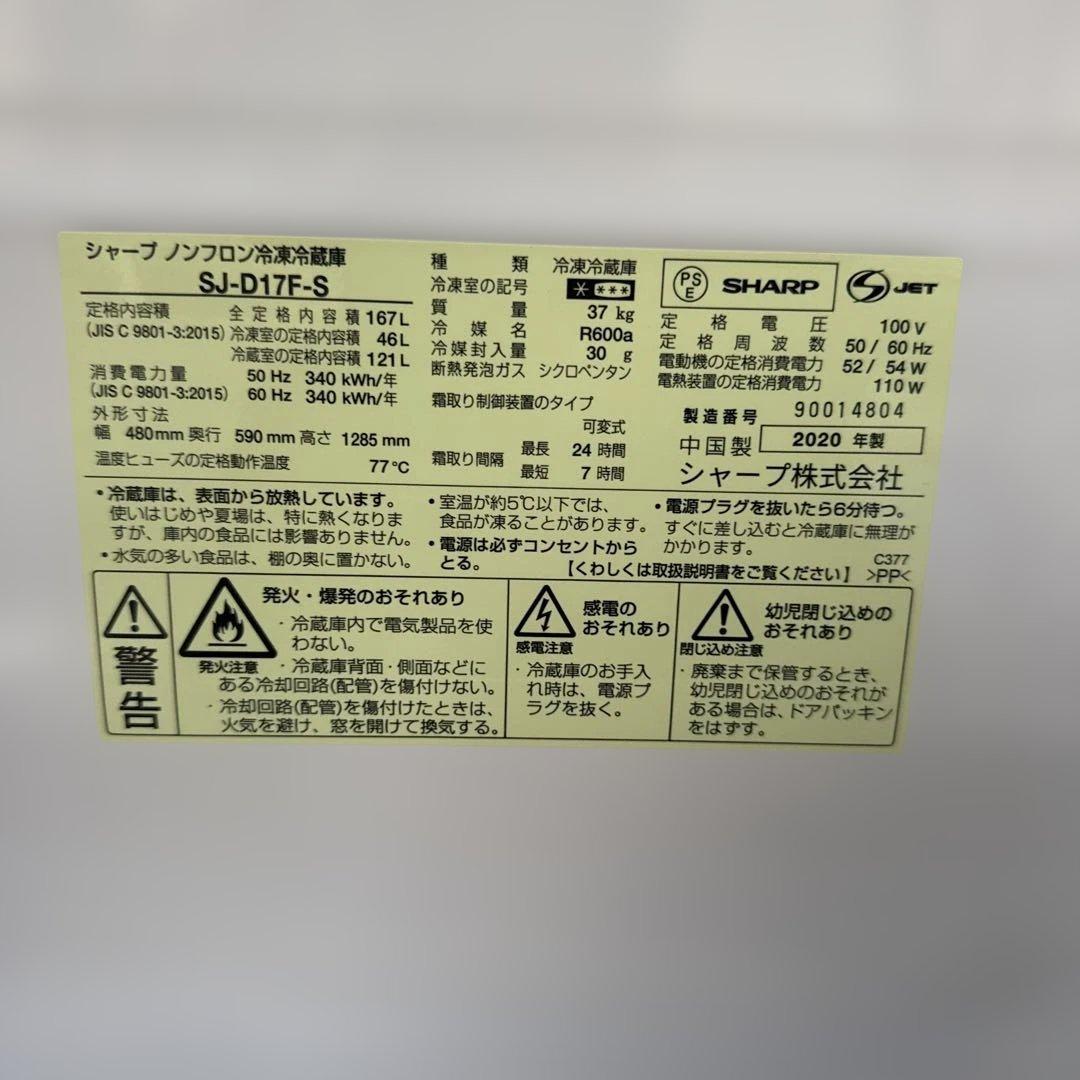 シャープ ノンフロン冷凍冷蔵庫
SJ-D17F-S
定格内容積 全定格内容積 167L
(JIS C 9801-3:2015) 冷凍室の定格内容積 46L
冷蔵室の定格内容積 121L
消費電力量 50 Hz 340 kWh/年
(JIS C 9801-3:2015) 60 Hz 340 kWh/年
外形寸法
幅 480mm 奥行 590mm 高さ 1285mm
温度ヒューズの定格動作温度 77℃
種類 冷凍冷蔵庫
冷凍室の記号 * ***
質量 37 kg
冷媒名 R600a
冷媒封入量 30 g
断熱発泡ガス シクロペンタン
霜取り制御装置のタイプ
可変式
霜取り間隔 最長 24 時間
最短 7 時間
PSE SHARP S JET
定格電圧 100V
定格周波数 50/60Hz
電動機の定格消費電力 52/54W
電熱装置の定格消費電力 110W
製造番号 90014804
中国製 2020 年製
シャープ株式会社
・冷蔵庫は、表面から放熱しています。
使いはじめや夏場は、特に熱くなりま
すが、庫内の食品には影響ありません。
・水気の多い食品は、棚の奥に置かない。
・室温が約5℃以下では、
食品が凍ることがあります。
・電源は必ずコンセントから
とる。
・電源プラグを抜いたら6分待つ。
すぐに差し込むと冷蔵庫に無理が
かかります。
C377
【くわしくは取扱説明書をご覧ください】 >PP<
警告
発火注意
発火・爆発のおそれあり
・冷蔵庫内で電気製品を使
わない。
・冷蔵庫背面・側面などに
ある冷却回路(配管)を傷付けない。
・冷却回路(配管)を傷付けたときは、
火気を避け、窓を開けて換気する。
感電注意
感電の
おそれあり
・冷蔵庫のお手入
れ時は、電源プ
ラグを抜く。
閉じ込め注意
幼児閉じ込めの
おそれあり
・廃棄まで保管するとき、
幼児閉じ込めのおそれが
ある場合は、ドアパッキン
をはずす。